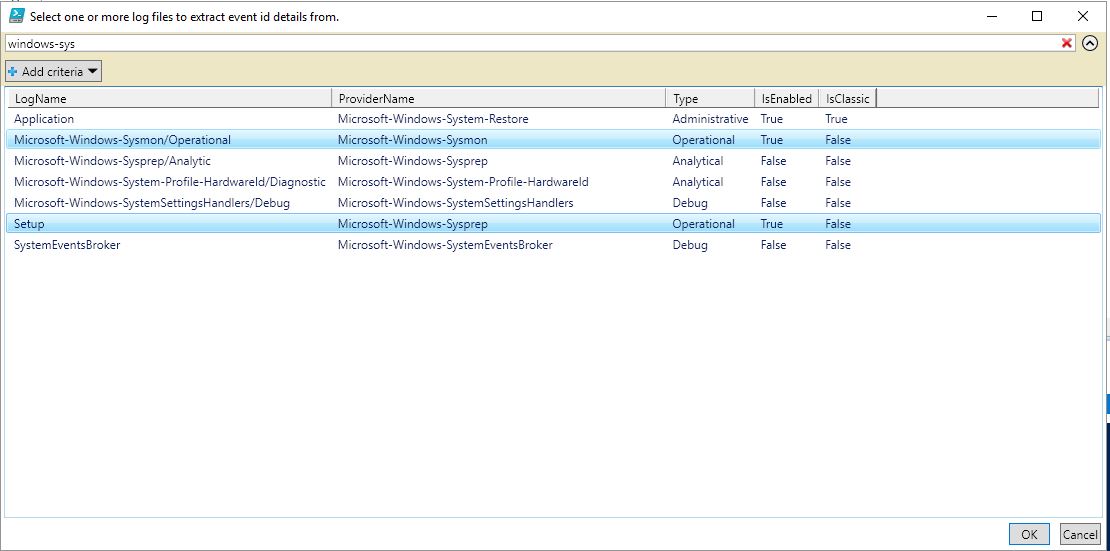 Select one or more log files to extract event id details from.
windows-sys
Add criteria
LogName ProviderName Type IsEnabled IsClassic
Application Microsoft-Windows-System-Restore Administrative True True
Microsoft-Windows-Sysmon/Operational Microsoft-Windows-Sysmon Operational True False
Microsoft-Windows-Sysprep/Analytic Microsoft-Windows-Sysprep Analytical False False
Microsoft-Windows-System-Profile-HardwareId/Diagnostic Microsoft-Windows-System-Profile-HardwareId Analytical False False
Microsoft-Windows-SystemSettingsHandlers/Debug Microsoft-Windows-SystemSettingsHandlers Debug False False
Setup Microsoft-Windows-Sysprep Operational True False
SystemEventsBroker Microsoft-Windows-SystemEventsBroker Debug False False
OK Cancel